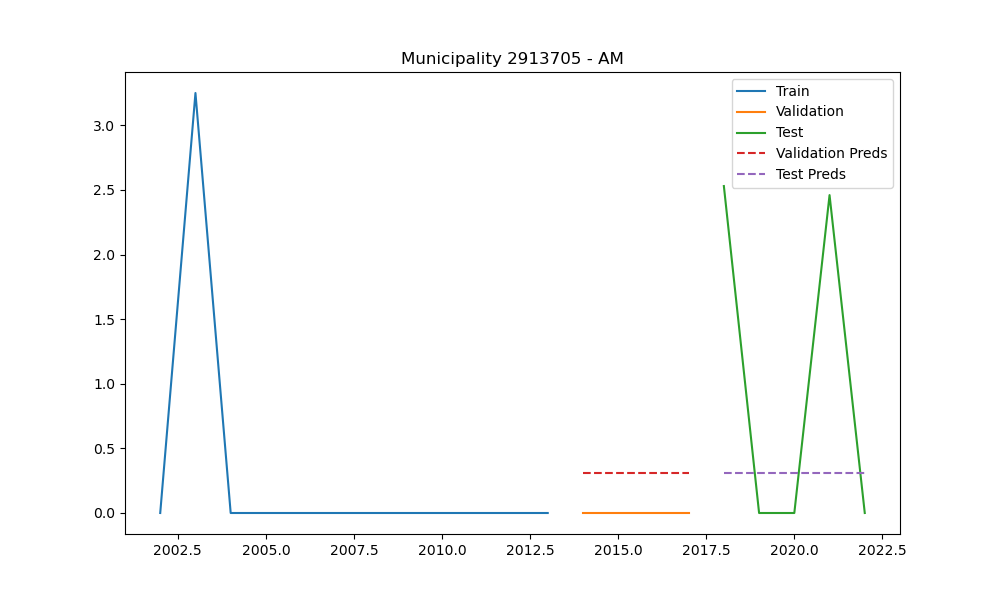 Municipality 2913705 - AM
Train
Validation
Test
Validation Preds
Test Preds
3.0
2.5
2.0
1.5
1.0
0.5
0.0
2002.5 2005.0 2007.5 2010.0 2012.5 2015.0 2017.5 2020.0 2022.5